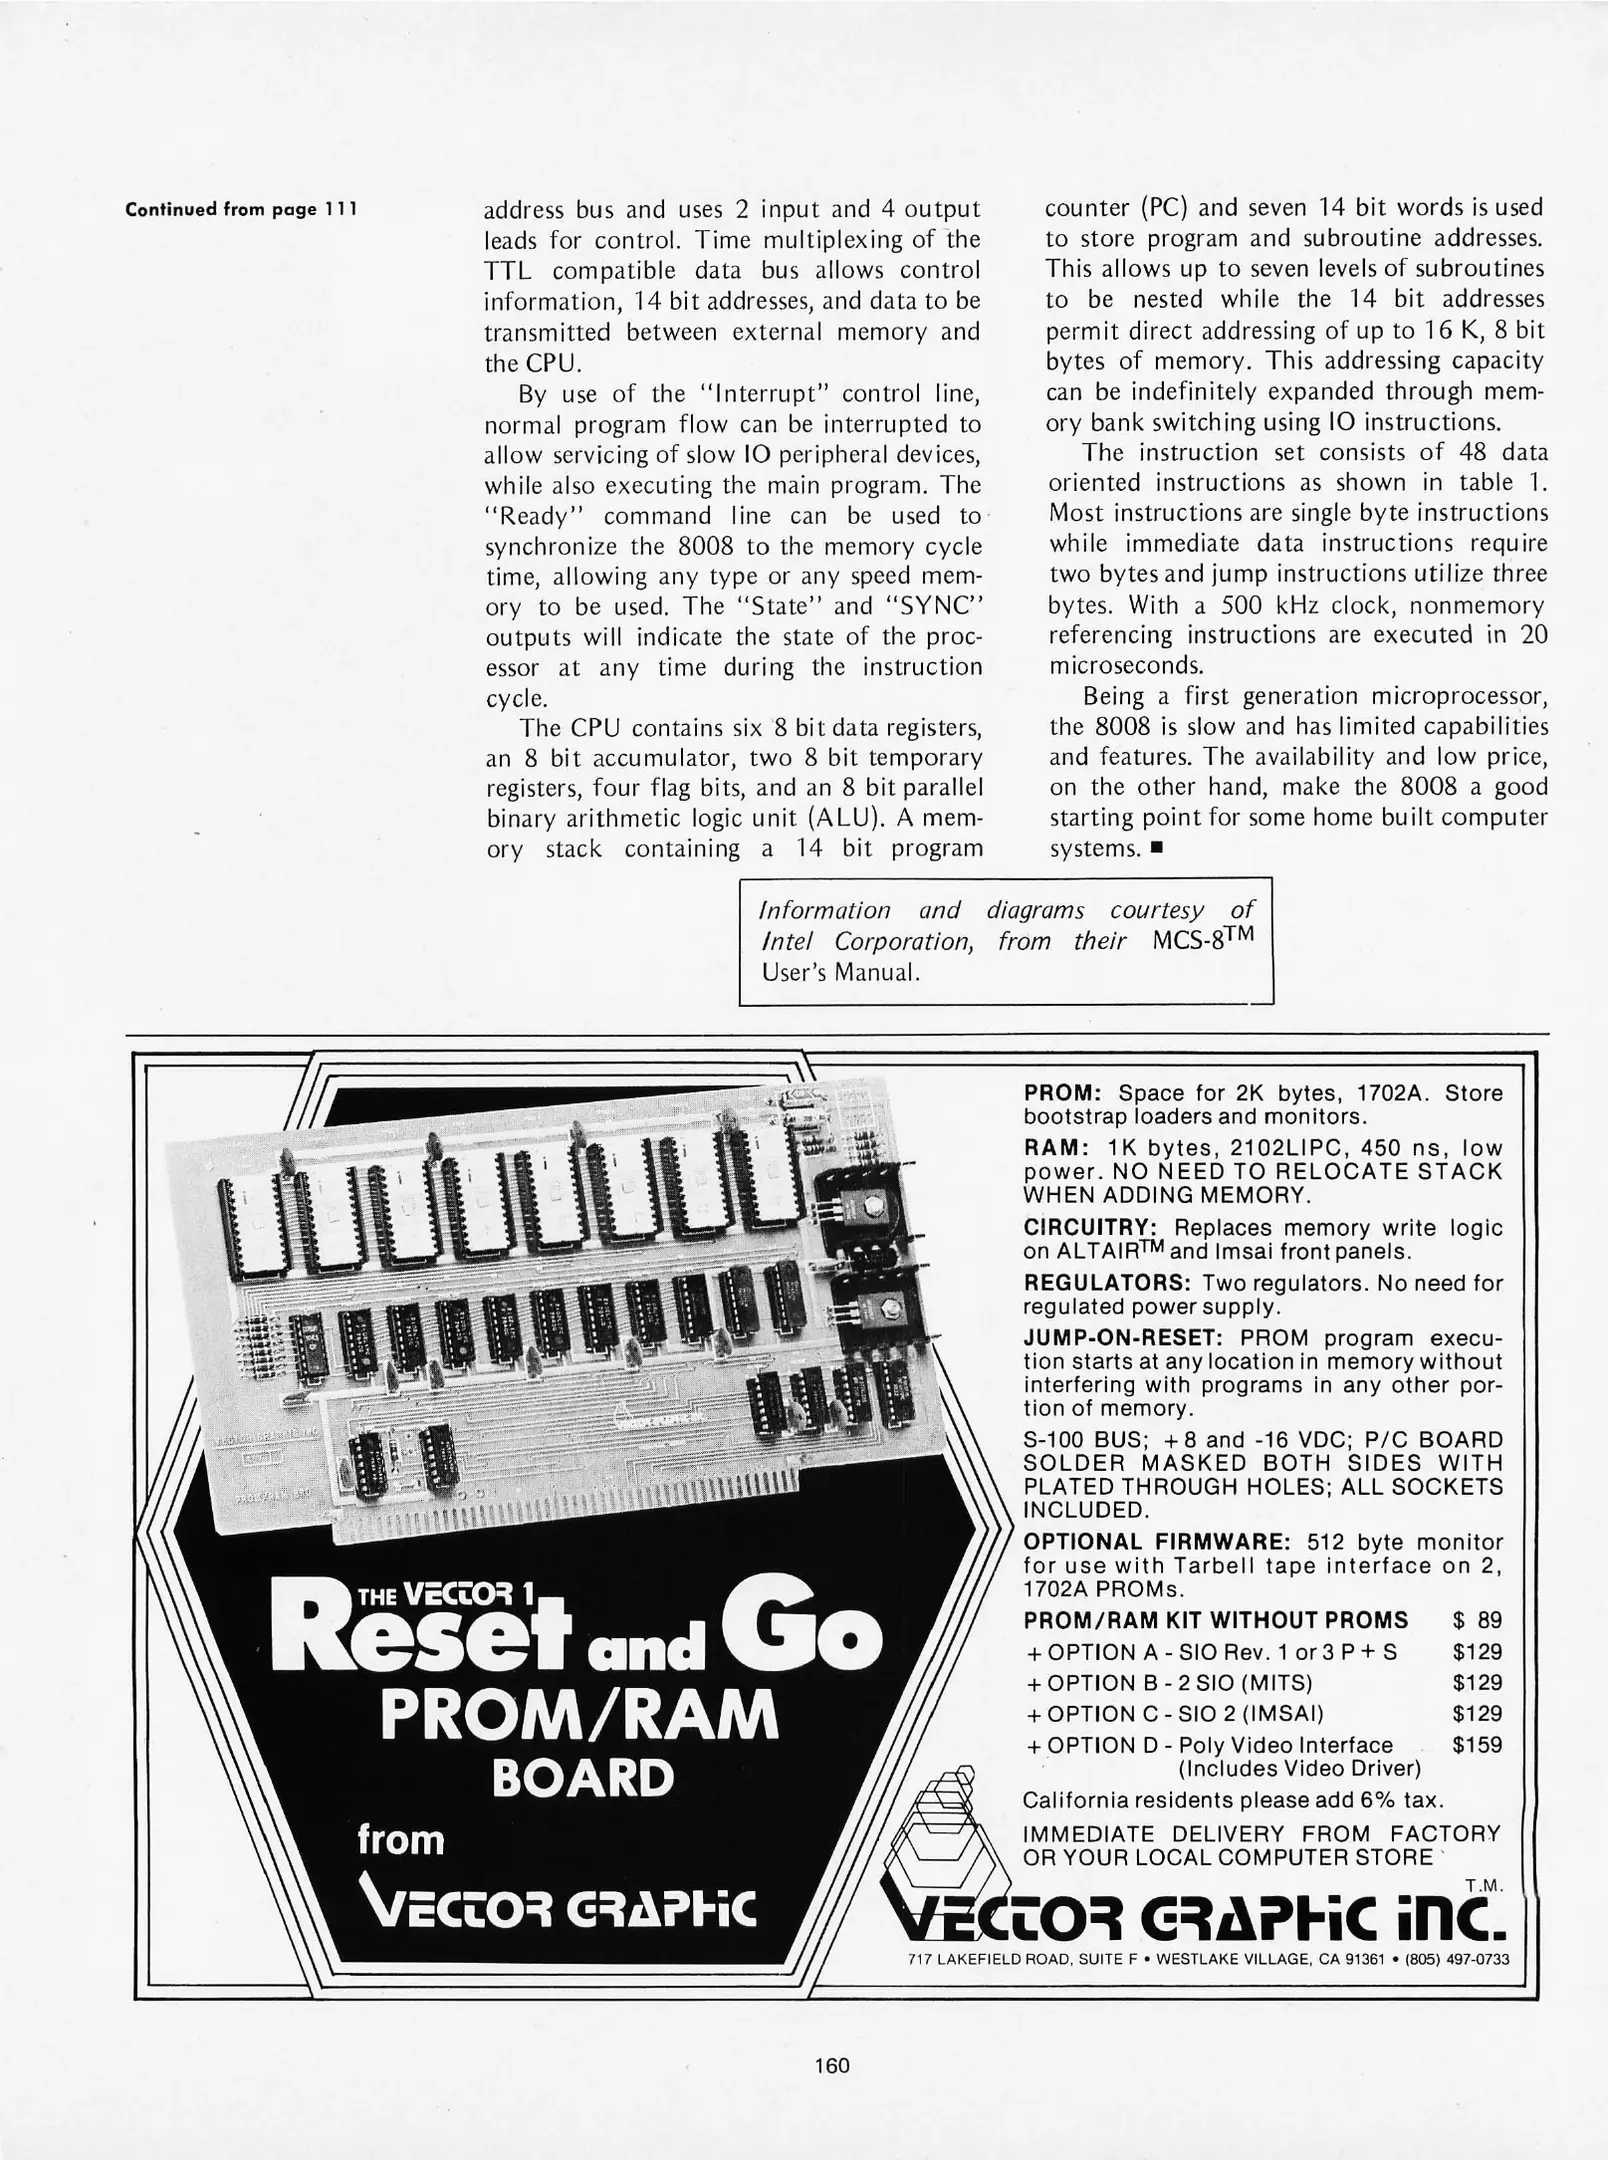 Continued from page 111
address bus and uses 2 input and 4 output
leads for control. Time multiplexing of the
TTL compatible data bus allows control
information, 14 bit addresses, and data to be
transmitted between external memory and
the CPU.
By use of the “Interrupt” control line,
normal program flow can be interrupted to
allow servicing of slow IO peripheral devices,
while also executing the main program. The
“Ready” command line can be used to
synchronize the 8008 to the memory cycle
time, allowing any type or any speed mem-
ory to be used. The “State” and “SYNC”
outputs will indicate the state of the proc-
essor at any time during the instruction
cycle.
The CPU contains six 8 bit data registers,
an 8 bit accumulator, two 8 bit temporary
registers, four flag bits, and an 8 bit parallel
binary arithmetic logic unit (ALU). A mem-
ory stack containing a 14 bit program
counter (PC) and seven 14 bit words is used
to store program and subroutine addresses.
This allows up to seven levels of subroutines
to be nested while the 14 bit addresses
permit direct addressing of up to 16 K, 8 bit
bytes of memory. This addressing capacity
can be indefinitely expanded through mem-
ory bank switching using IO instructions.
The instruction set consists of 48 data
oriented instructions as shown in table 1.
Most instructions are single byte instructions
while immediate data instructions require
two bytes and jump instructions utilize three
bytes. With a 500 kHz clock, nonmemory
referencing instructions are executed in 20
microseconds.
Being a first generation microprocessor,
the 8008 is slow and has limited capabilities
and features. The availability and low price,
on the other hand, make the 8008 a good
starting point for some home built computer
systems. ■
Information and diagrams courtesy of
Intel Corporation, from their MCS-8™
User’s Manual.
THE VECTOR 1
Reset and Go
PROM/RAM
BOARD
from
VECTOR GRAPHIC
PROM: Space for 2K bytes, 1702A. Store
bootstrap loaders and monitors.
RAM: 1K bytes, 2102LIPC, 450 ns, low
power. NO NEED TO RELOCATE STACK
WHEN ADDING MEMORY.
CIRCUITRY: Replaces memory write logic
on ALTAIR™ and Imsai front panels.
REGULATORS: Two regulators. No need for
regulated power supply.
JUMP-ON-RESET: PROM program execu-
tion starts at any location in memory without
interfering with programs in any other por-
tion of memory.
S-100 BUS; +8 and -16 VDC; P/C BOARD
SOLDER MASKED BOTH SIDES WITH
PLATED THROUGH HOLES; ALL SOCKETS
INCLUDED.
OPTIONAL FIRMWARE: 512 byte monitor
for use with Tarbell tape interface on 2,
1702A PROMs.
PROM/RAM KIT WITHOUT PROMS $ 89
+ OPTION A - SIO Rev. 1 or 3 P + S $129
+ OPTION B - 2 SIO (MITS) $129
+ OPTION C - SIO 2 (IMSAI) $129
+ OPTION D - Poly Video Interface $159
(Includes Video Driver)
California residents please add 6% tax.
IMMEDIATE DELIVERY FROM FACTORY
OR YOUR LOCAL COMPUTER STORE
T.M.
VECTOR GRAPHIC inc.
717 LAKEFIELD ROAD, SUITE F • WESTLAKE VILLAGE, CA 91361 • (805) 497-0733
160